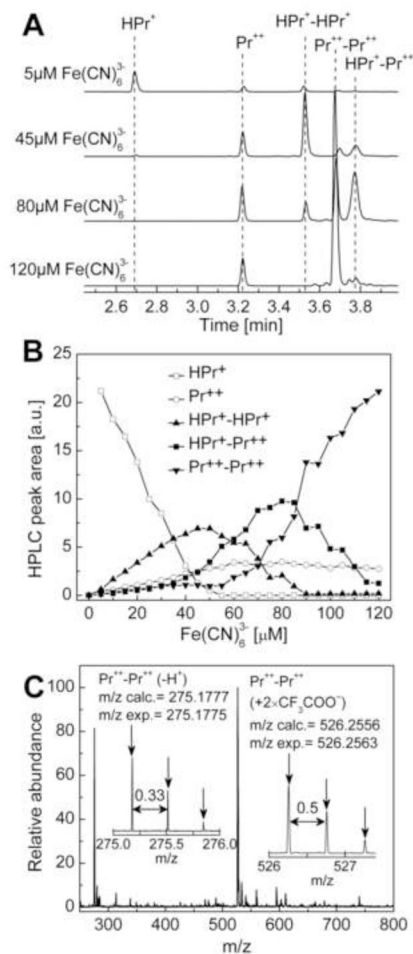 A
HPr⁺
Pr⁺⁺
HPr⁺-HPr⁺
Pr⁺⁺-Pr⁺⁺
HPr⁺-Pr⁺⁺
5μM Fe(CN)₆³⁻
45μM Fe(CN)₆³⁻
80μM Fe(CN)₆³⁻
120μM Fe(CN)₆³⁻
2.6 2.8 3.0 3.2 3.4 3.6 3.8
Time [min]
B
25
20
15
10
5
0
HPLC peak area [a.u.]
HPr⁺
Pr⁺⁺
HPr⁺-HPr⁺
HPr⁺-Pr⁺⁺
Pr⁺⁺-Pr⁺⁺
0 20 40 60 80 100 120
Fe(CN)₆³⁻ [μM]
C
100
80
60
40
20
0
Relative abundance
Pr⁺⁺-Pr⁺⁺ (-H⁺)
m/z calc.= 275.1777
m/z exp.= 275.1775
0.33
275.0 275.5 276.0
m/z
Pr⁺⁺-Pr⁺⁺
(+2×CF₃COO⁻)
m/z calc.= 526.2556
m/z exp.= 526.2563
0.5
526 527
m/z
300 400 500 600 700 800
m/z